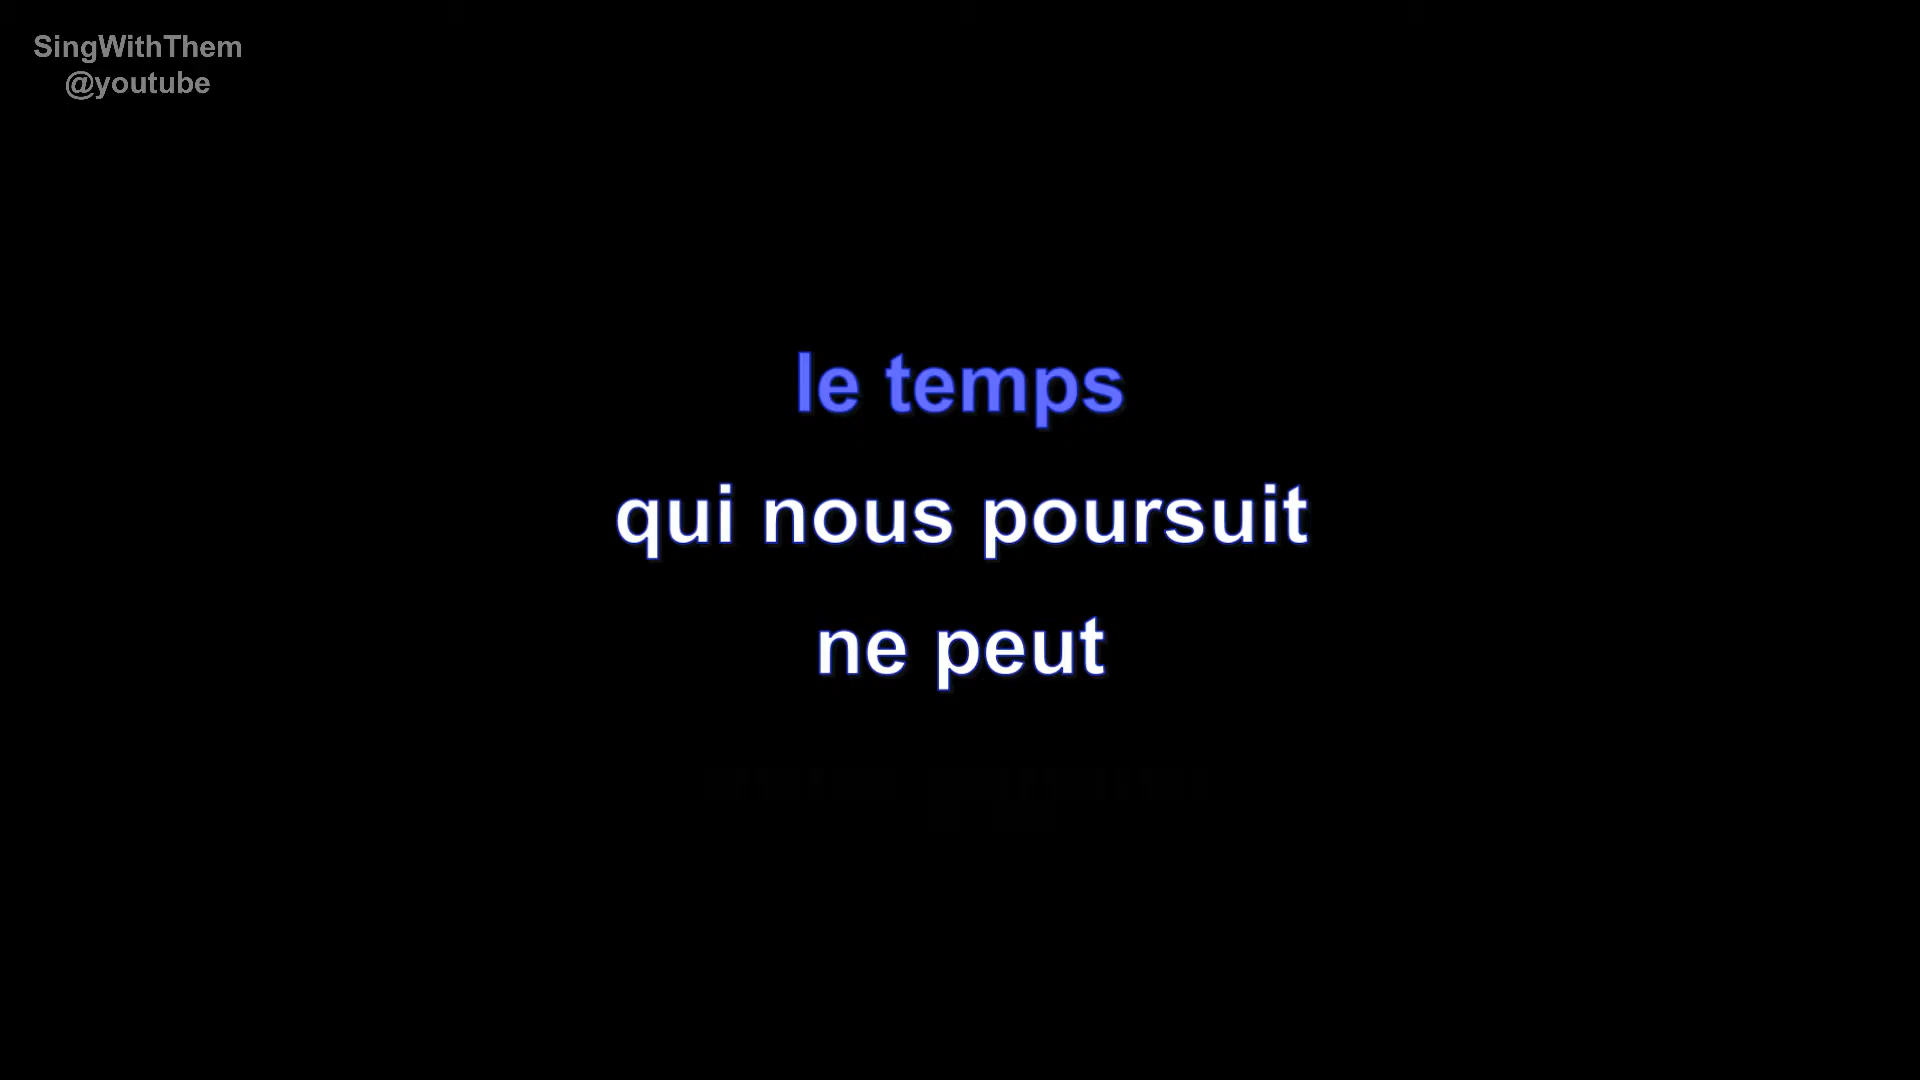 SingWithThem
@youtube
le temps
qui nous poursuit
ne peut